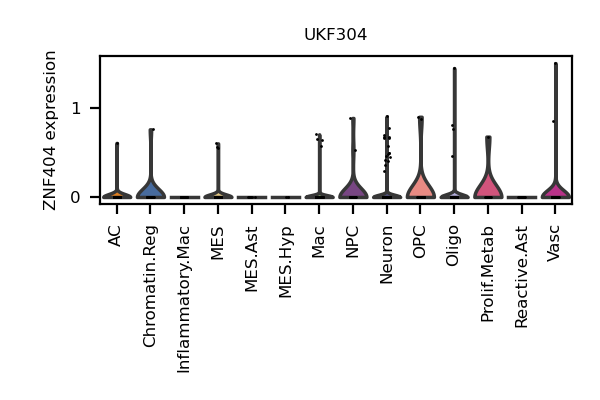 UKF304
ZNF404 expression
1
0
AC
Chromatin.Reg
Inflammatory.Mac
MES
MES.Ast
MES.Hyp
Mac
NPC
Neuron
OPC
Oligo
Prolif.Metab
Reactive.Ast
Vasc